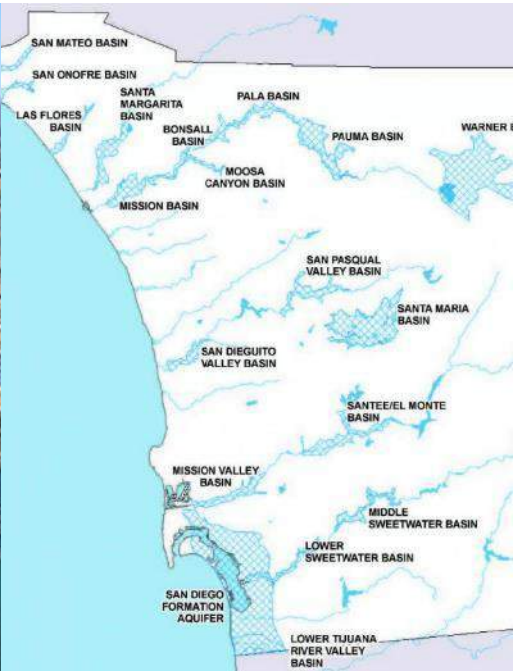 SAN MATEO BASIN
SAN ONOFRE BASIN
SANTA
MARGARITA
BASIN
LAS FLORES
BASIN
PALA BASIN
BONSALL
BASIN
PAUMA BASIN
WARNER
MOOSA
CANYON BASIN
MISSION BASIN
SAN PASQUAL
VALLEY BASIN
SANTA MARIA
BASIN
SAN DIEGUITO
VALLEY BASIN
SANTEE/EL MONTE
BASIN
MISSION VALLEY
BASIN
MIDDLE
SWEETWATER BASIN
LOWER
SWEETWATER BASIN
SAN DIEGO
FORMATION
AQUIFER
LOWER TIJUANA
RIVER VALLEY
BASIN